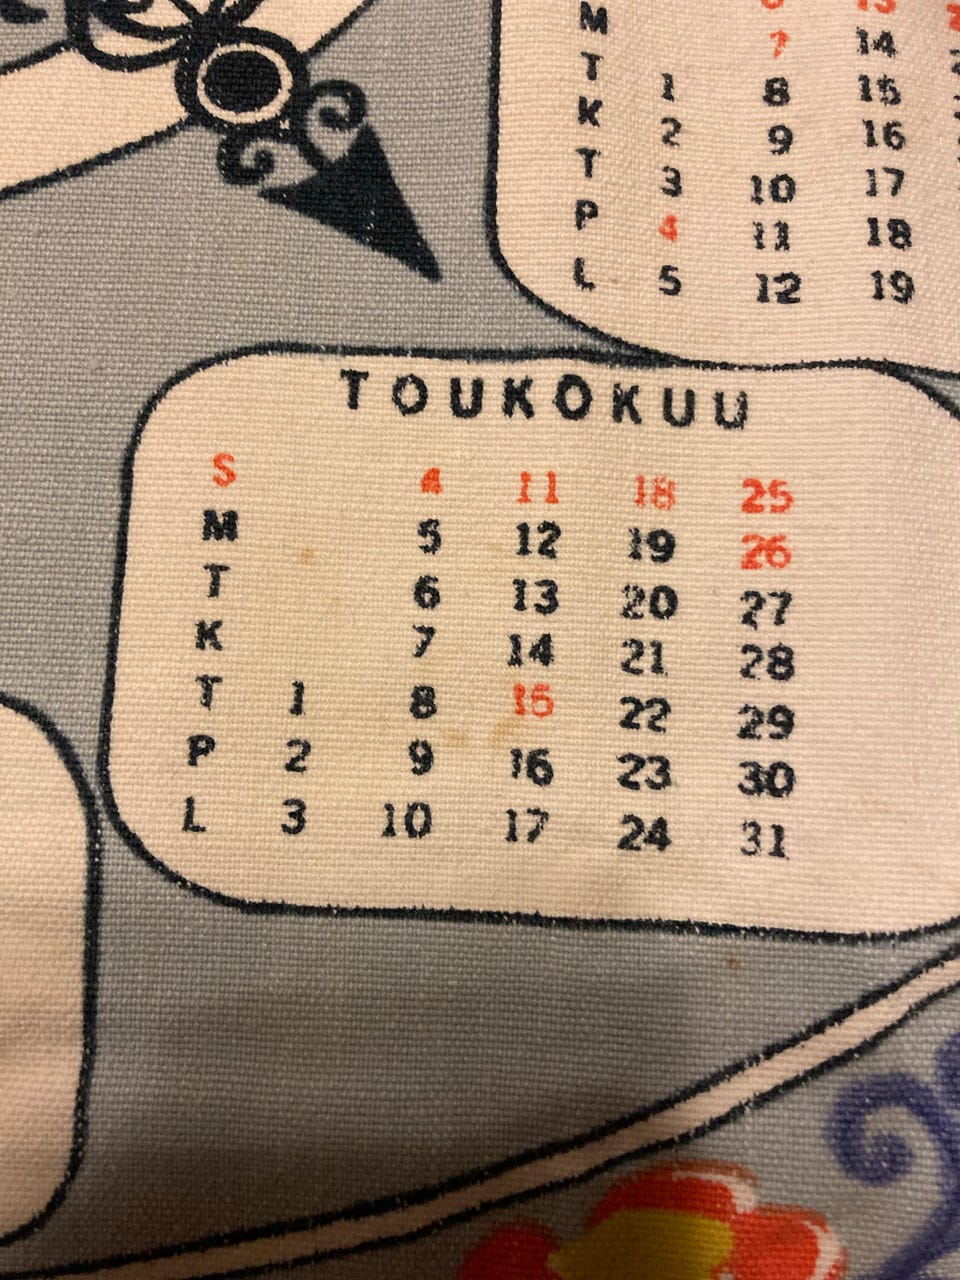 6 13
M 7 14
T 1 8 15
K 2 9 16
T 3 10 17
P 4 11 18
L 5 12 19
TOUKOKUU
S 4 11 18 25
M 5 12 19 26
T 6 13 20 27
K 7 14 21 28
T 1 8 15 22 29
P 2 9 16 23 30
L 3 10 17 24 31